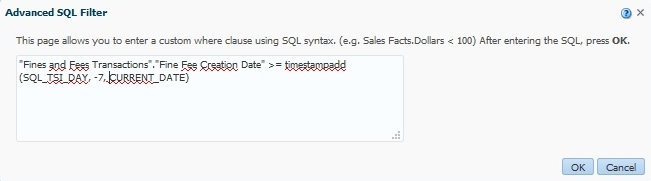 Advanced SQL Filter
This page allows you to enter a custom where clause using SQL syntax. (e.g. Sales Facts.Dollars < 100) After entering the SQL, press OK.
"Fines and Fees Transactions"."Fine Fee Creation Date" >= timestampadd
(SQL_TSI_DAY, -7, CURRENT_DATE)
OK Cancel